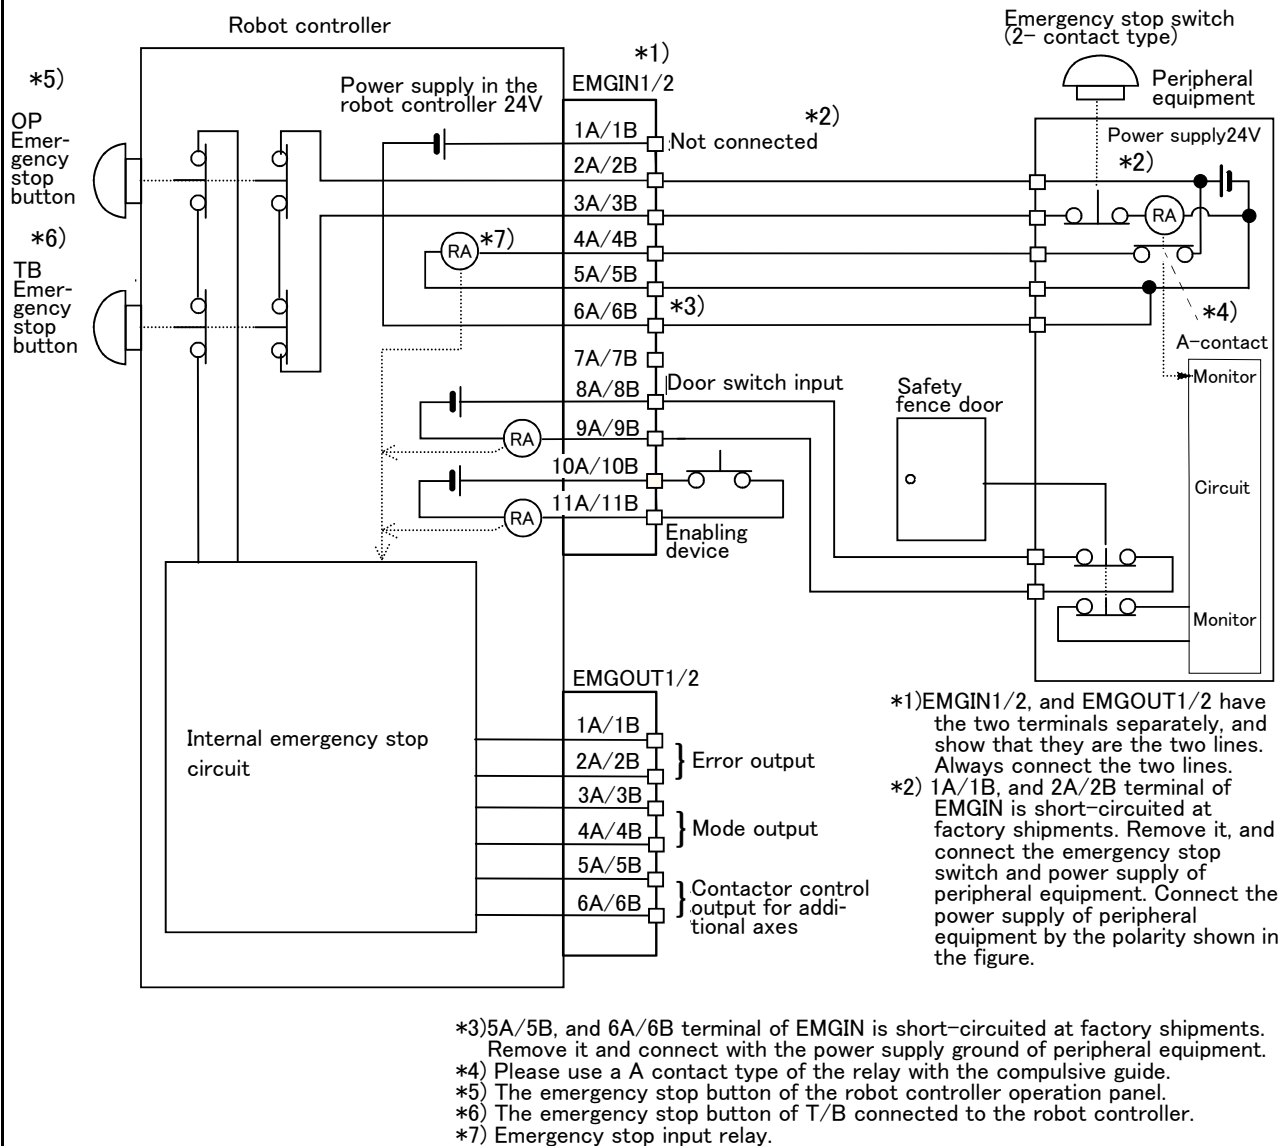 Robot controller
*1)
EMGIN1/2
Emergency stop switch
(2- contact type)
Peripheral
equipment
*5)
OP
Emer-
gency
stop
button
*6)
TB
Emer-
gency
stop
button
Power supply in the
robot controller 24V
1A/1B
2A/2B
3A/3B
4A/4B
5A/5B
6A/6B
7A/7B
8A/8B
9A/9B
10A/10B
11A/11B
RA
*7)
RA
RA
*2)
Not connected
*3)
Door switch input
Enabling
device
Safety
fence door
Power supply24V
*2)
RA
*4)
A-contact
Monitor
Circuit
Monitor
Internal emergency stop
circuit
EMGOUT1/2
1A/1B
2A/2B
3A/3B
4A/4B
5A/5B
6A/6B
Error output
Mode output
Contactor control
output for addi-
tional axes
*1)EMGIN1/2, and EMGOUT1/2 have
the two terminals separately, and
show that they are the two lines.
Always connect the two lines.
*2) 1A/1B, and 2A/2B terminal of
EMGIN is short-circuited at
factory shipments. Remove it, and
connect the emergency stop
switch and power supply of
peripheral equipment. Connect the
power supply of peripheral
equipment by the polarity shown in
the figure.
*3)5A/5B, and 6A/6B terminal of EMGIN is short-circuited at factory shipments.
Remove it and connect with the power supply ground of peripheral equipment.
*4) Please use a A contact type of the relay with the compulsive guide.
*5) The emergency stop button of the robot controller operation panel.
*6) The emergency stop button of T/B connected to the robot controller.
*7) Emergency stop input relay.